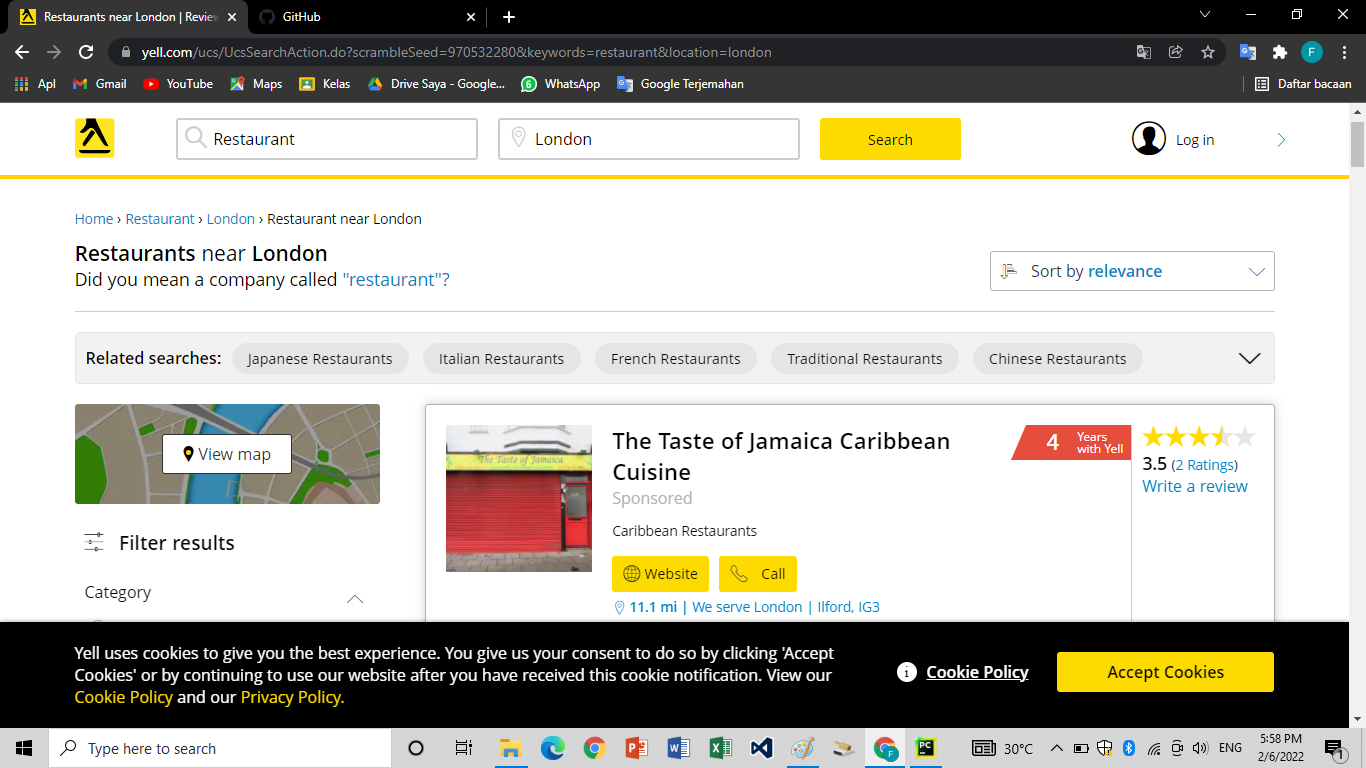 Restaurants near London | Review
GitHub
yell.com/ucs/UcsSearchAction.do?scrambleSeed=970532280&keywords=restaurant&location=london
Apl
Gmail
YouTube
Maps
Kelas
Drive Saya - Google...
WhatsApp
Google Terjemahan
Daftar bacaan
Restaurant
London
Search
Log in
Home › Restaurant › London › Restaurant near London
Restaurants near London
Did you mean a company called "restaurant"?
Sort by relevance
Related searches:
Japanese Restaurants
Italian Restaurants
French Restaurants
Traditional Restaurants
Chinese Restaurants
View map
Filter results
Category
The Taste of Jamaica
The Taste of Jamaica Caribbean
Cuisine
Sponsored
Caribbean Restaurants
Website
Call
11.1 mi | We serve London | Ilford, IG3
4
Years
with Yell
3.5 (2 Ratings)
Write a review
Yell uses cookies to give you the best experience. You give us your consent to do so by clicking 'Accept
Cookies' or by continuing to use our website after you have received this cookie notification. View our
Cookie Policy and our Privacy Policy.
Cookie Policy
Accept Cookies
Type here to search
30°C
ENG
5:58 PM
2/6/2022
1